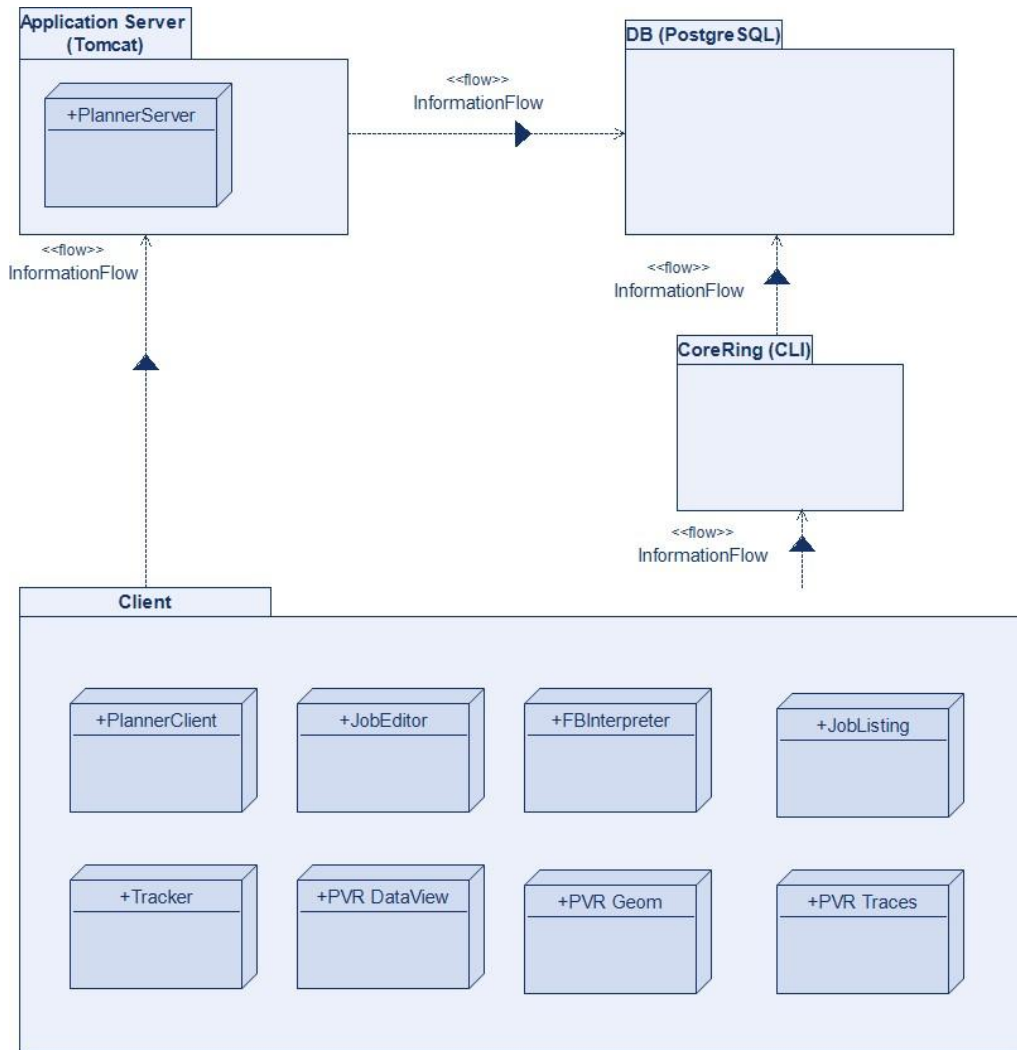 Application Server
(Tomcat)
+PlannerServer
<<flow>>
InformationFlow
DB (PostgreSQL)
<<flow>>
InformationFlow
<<flow>>
InformationFlow
CoreRing (CLI)
<<flow>>
InformationFlow
Client
+PlannerClient
+JobEditor
+FBInterpreter
+JobListing
+Tracker
+PVR DataView
+PVR Geom
+PVR Traces